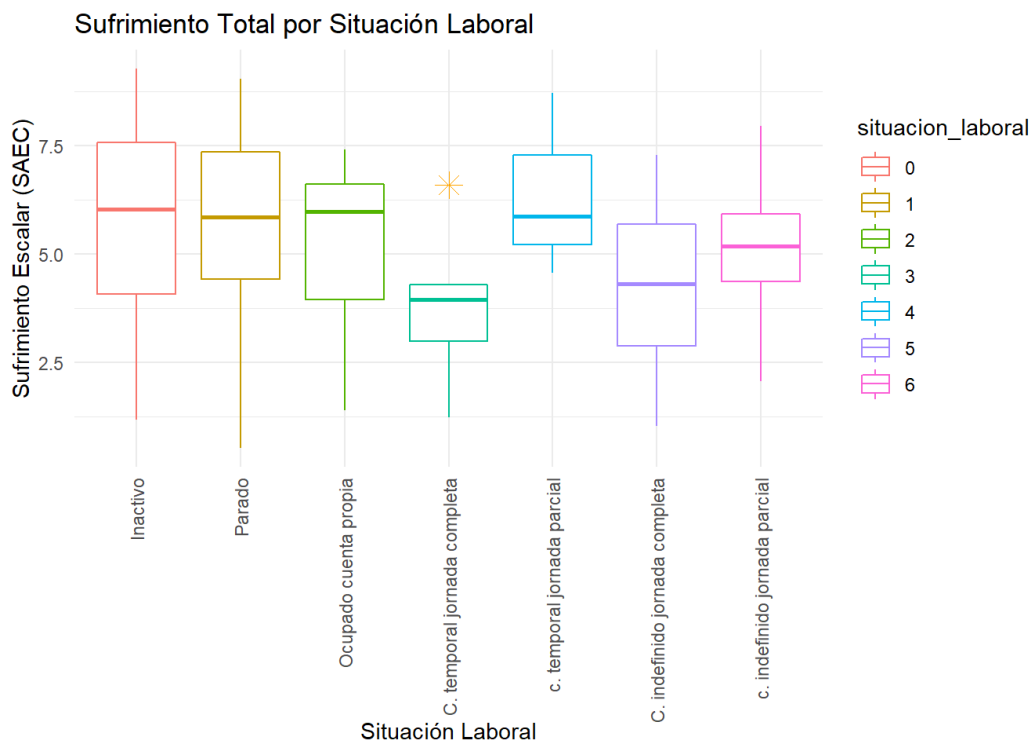 Sufrimiento Total por Situación Laboral
Sufrimiento Escalar (SAEC)
7.5
5.0
2.5
Inactivo
Parado
Ocupado cuenta propia
C. temporal jornada completa
c. temporal jornada parcial
C. indefinido jornada completa
c. indefinido jornada parcial
Situación Laboral
situacion_laboral
0
1
2
3
4
5
6